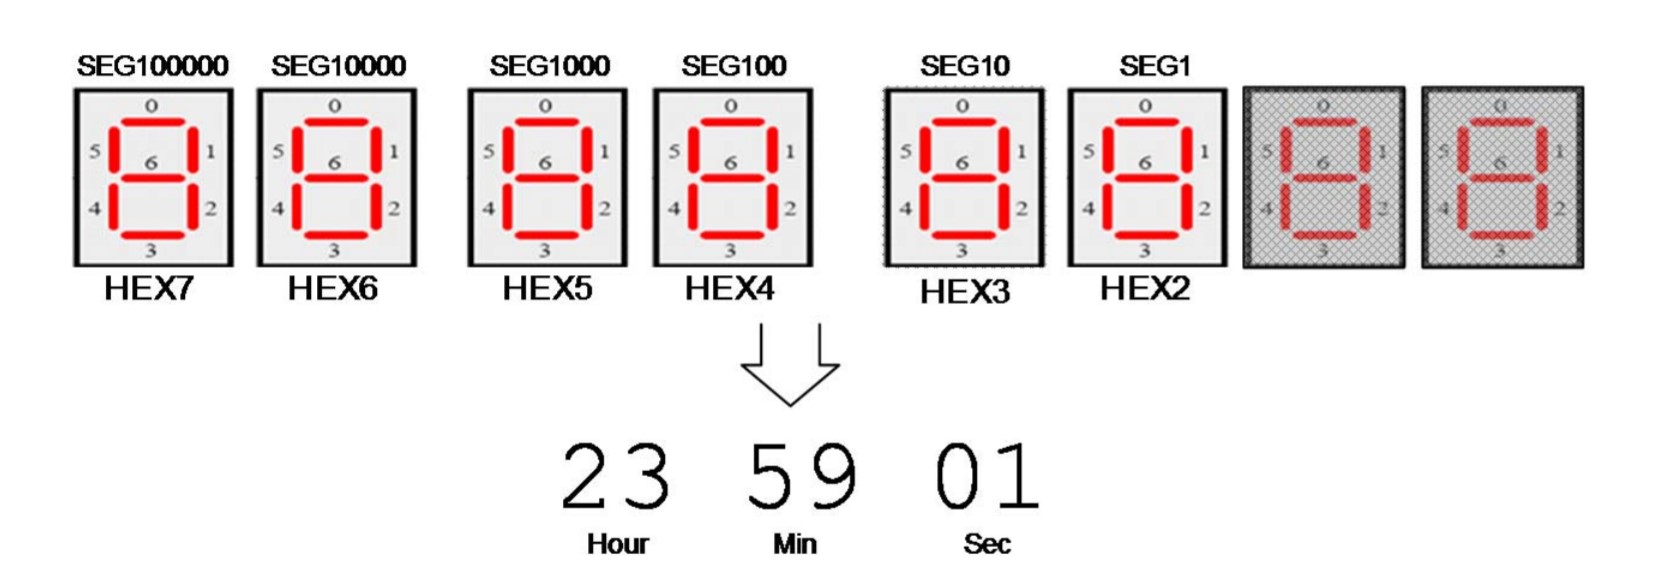 SEG100000 SEG10000 SEG1000 SEG100 SEG10 SEG1
0 0 0 0 0 0 0 0
5 6 1 5 6 1 5 6 1 5 6 1 5 6 1 5 6 1 5 6 1 5 6 1
4 2 4 2 4 2 4 2 4 2 4 2 4 2 4 2
3 3 3 3 3 3 3 3
HEX7 HEX6 HEX5 HEX4 HEX3 HEX2
23 59 01
Hour Min Sec